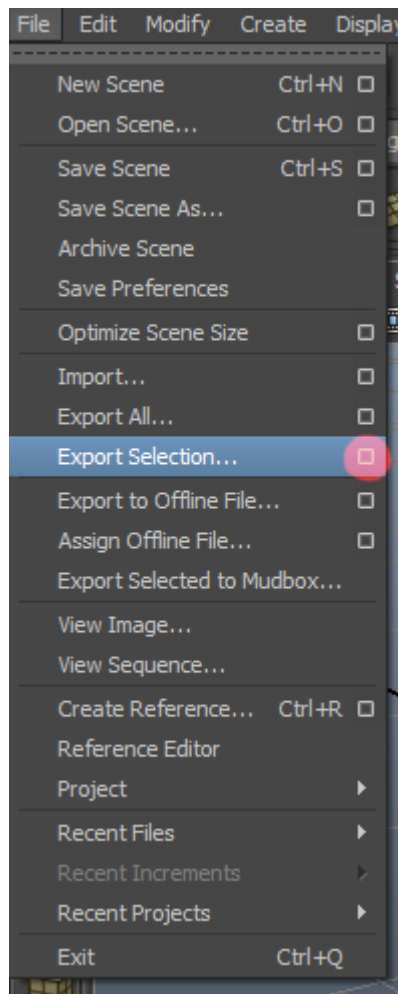 File Edit Modify Create Display
New Scene Ctrl+N
Open Scene... Ctrl+O
Save Scene Ctrl+S
Save Scene As...
Archive Scene
Save Preferences
Optimize Scene Size
Import...
Export All...
Export Selection...
Export to Offline File...
Assign Offline File...
Export Selected to Mudbox...
View Image...
View Sequence...
Create Reference... Ctrl+R
Reference Editor
Project
Recent Files
Recent Increments
Recent Projects
Exit Ctrl+Q